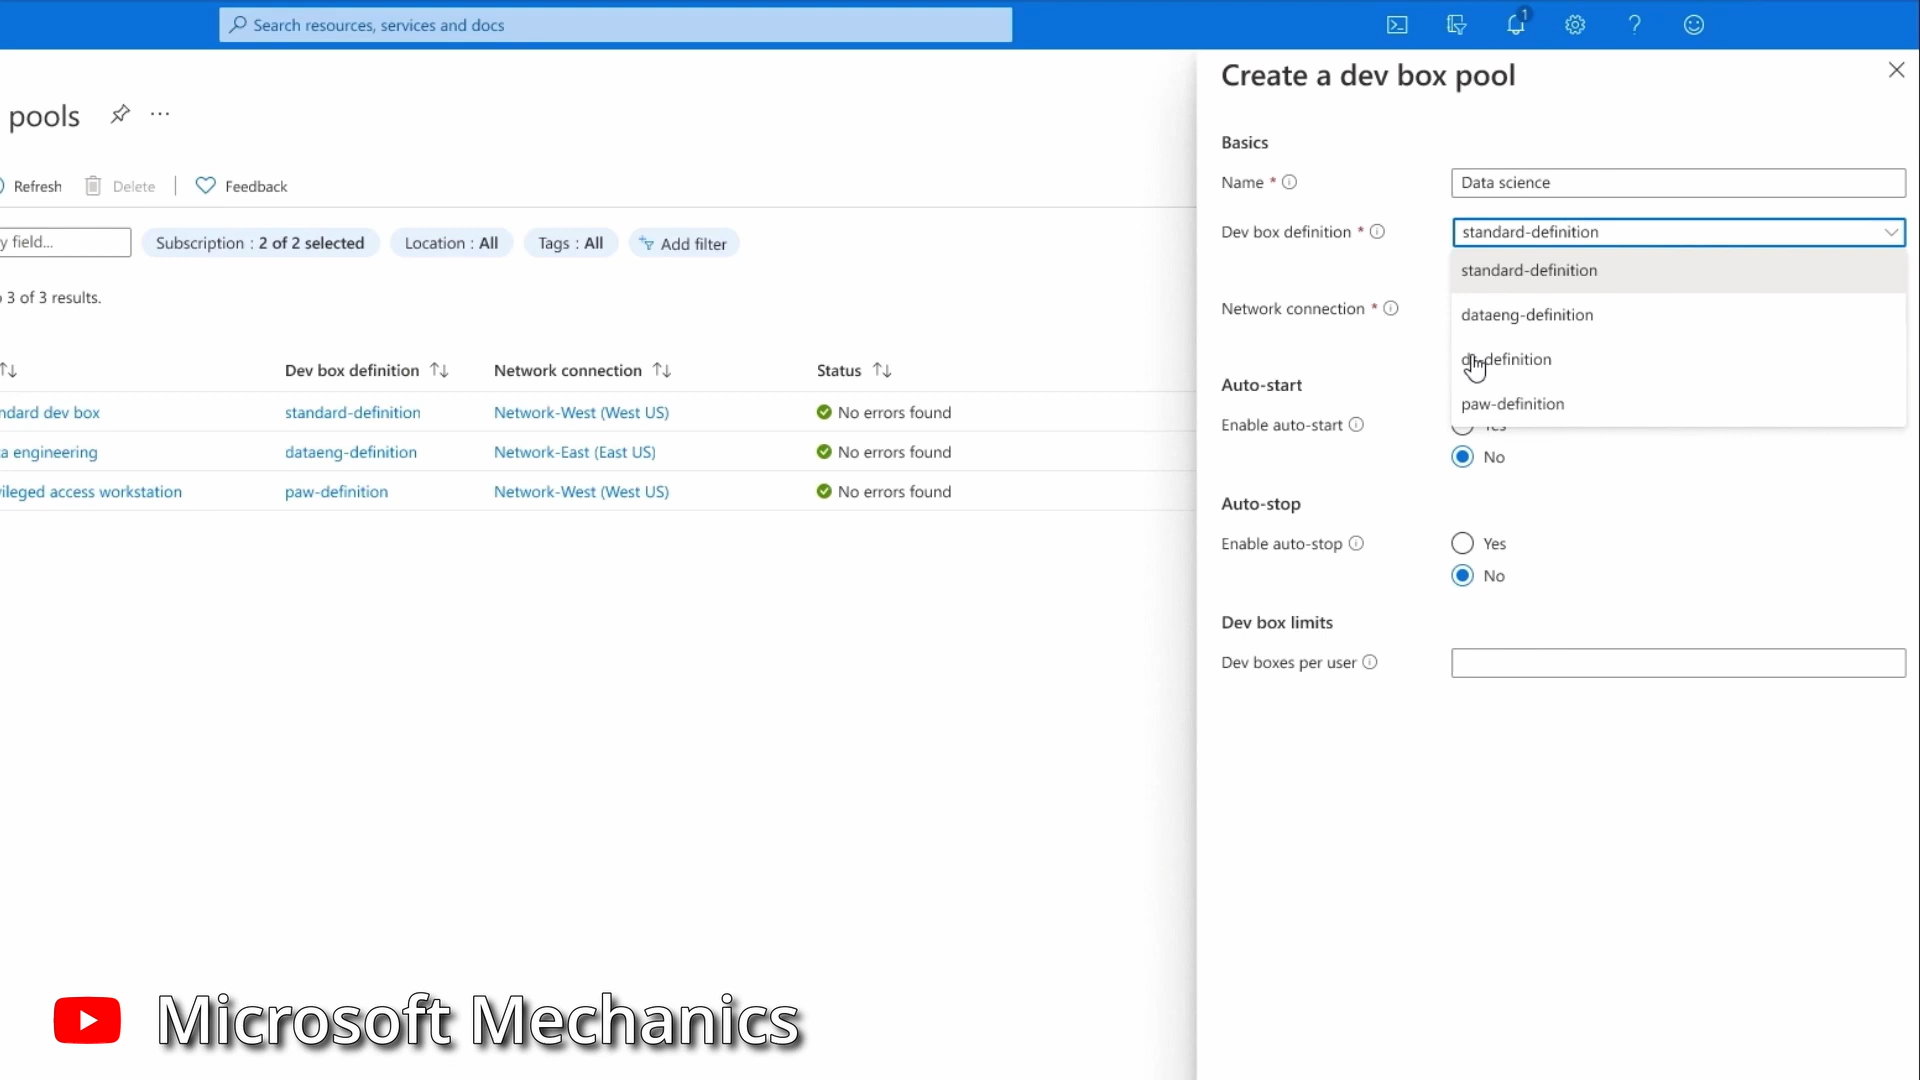 Search resources, services and docs
1
pools
...
Refresh
Delete
Feedback
y field...
Subscription : 2 of 2 selected
Location : All
Tags : All
Add filter
3 of 3 results.
Dev box definition
Network connection
Status
ndard dev box
standard-definition
Network-West (West US)
No errors found
a engineering
dataeng-definition
Network-East (East US)
No errors found
ileged access workstation
paw-definition
Network-West (West US)
No errors found
Create a dev box pool
Basics
Name *
Data science
Dev box definition *
standard-definition
standard-definition
dataeng-definition
definition
paw-definition
Network connection *
Auto-start
Enable auto-start
Yes
No
Auto-stop
Enable auto-stop
Yes
No
Dev box limits
Dev boxes per user
Microsoft Mechanics